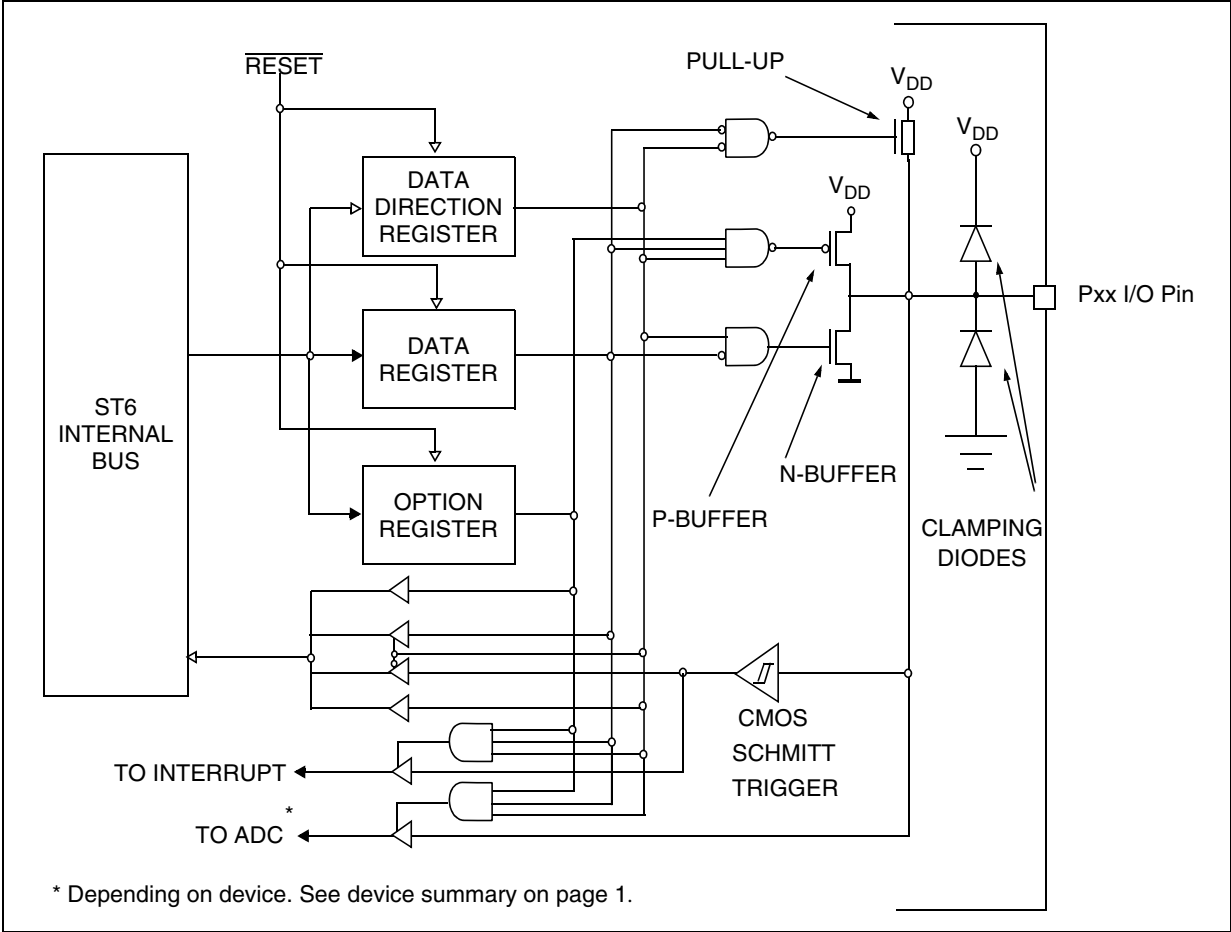 RESET
PULL-UP
VDD
VDD
DATA
DIRECTION
REGISTER
VDD
Pxx I/O Pin
DATA
REGISTER
ST6
INTERNAL
BUS
N-BUFFER
OPTION
REGISTER
P-BUFFER
CLAMPING
DIODES
CMOS
SCHMITT
TRIGGER
TO INTERRUPT
TO ADC *
* Depending on device. See device summary on page 1.